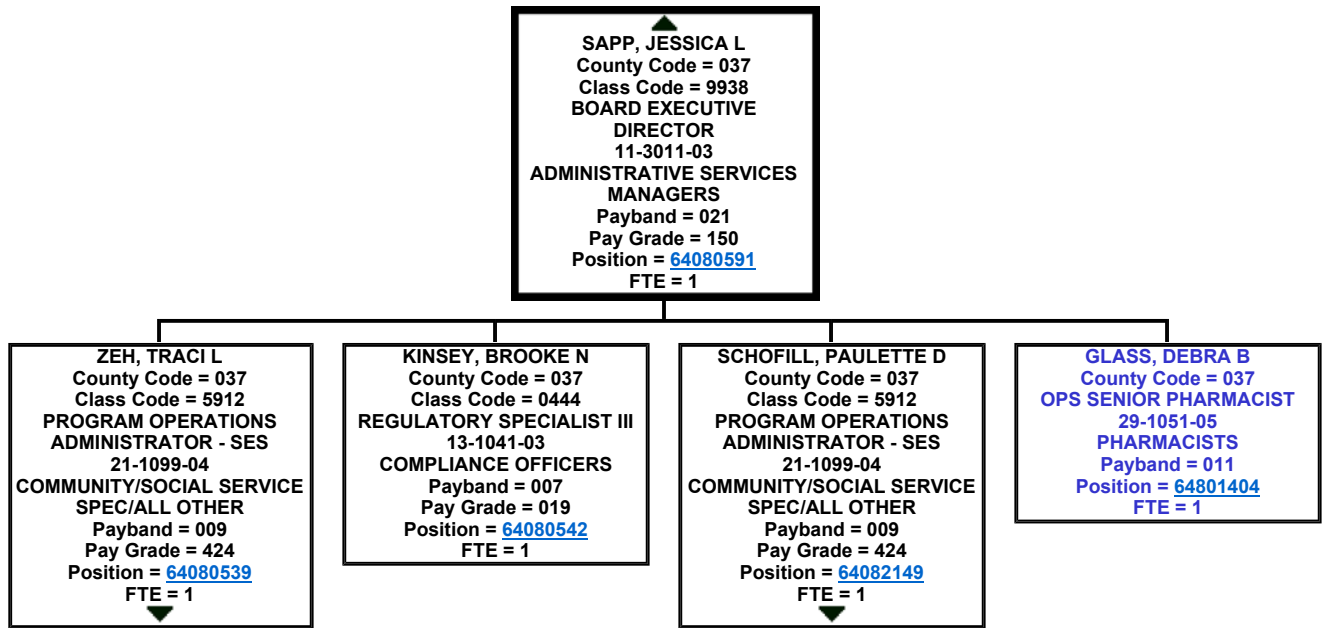 SAPP, JESSICA L
County Code = 037
Class Code = 9938
BOARD EXECUTIVE
DIRECTOR
11-3011-03
ADMINISTRATIVE SERVICES
MANAGERS
Payband = 021
Pay Grade = 150
Position = 64080591
FTE = 1
ZEH, TRACI L
County Code = 037
Class Code = 5912
PROGRAM OPERATIONS
ADMINISTRATOR - SES
21-1099-04
COMMUNITY/SOCIAL SERVICE
SPEC/ALL OTHER
Payband = 009
Pay Grade = 424
Position = 64080539
FTE = 1
KINSEY, BROOKE N
County Code = 037
Class Code = 0444
REGULATORY SPECIALIST III
13-1041-03
COMPLIANCE OFFICERS
Payband = 007
Pay Grade = 019
Position = 64080542
FTE = 1
SCHOFILL, PAULETTE D
County Code = 037
Class Code = 5912
PROGRAM OPERATIONS
ADMINISTRATOR - SES
21-1099-04
COMMUNITY/SOCIAL SERVICE
SPEC/ALL OTHER
Payband = 009
Pay Grade = 424
Position = 64082149
FTE = 1
GLASS, DEBRA B
County Code = 037
OPS SENIOR PHARMACIST
29-1051-05
PHARMACISTS
Payband = 011
Position = 64801404
FTE = 1